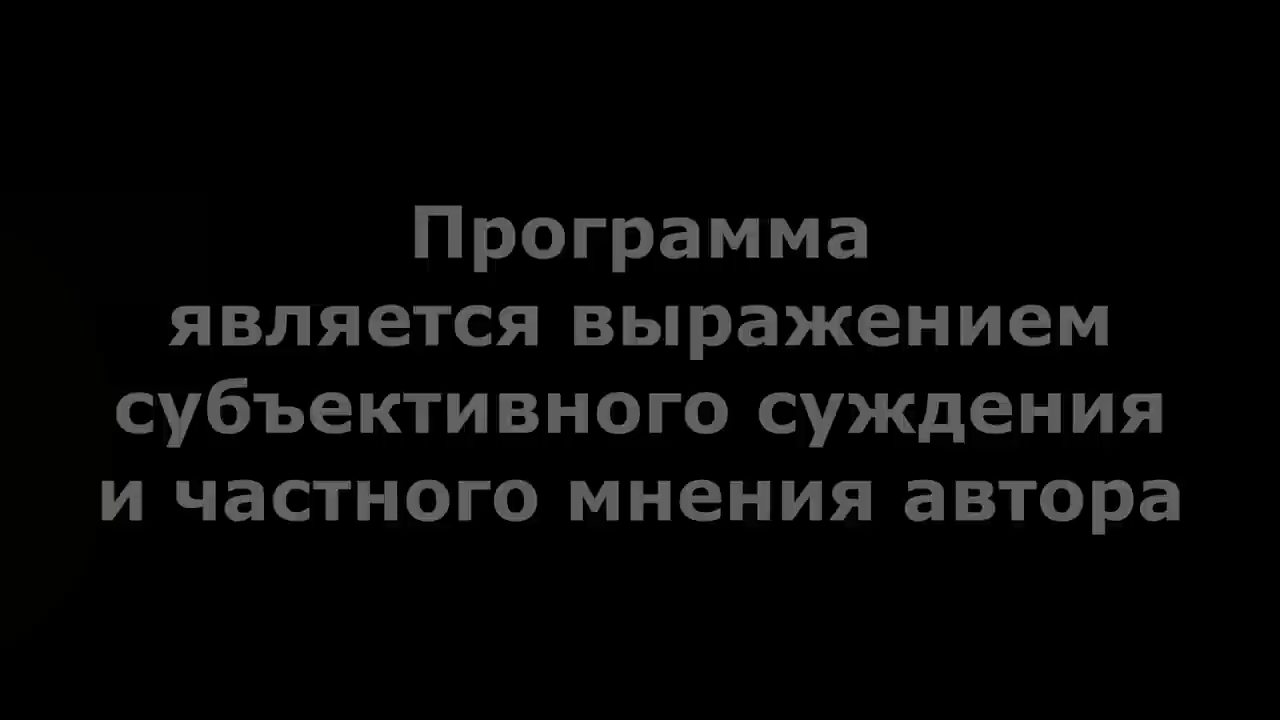 Программа
является выражением
субъективного суждения
и частного мнения автора